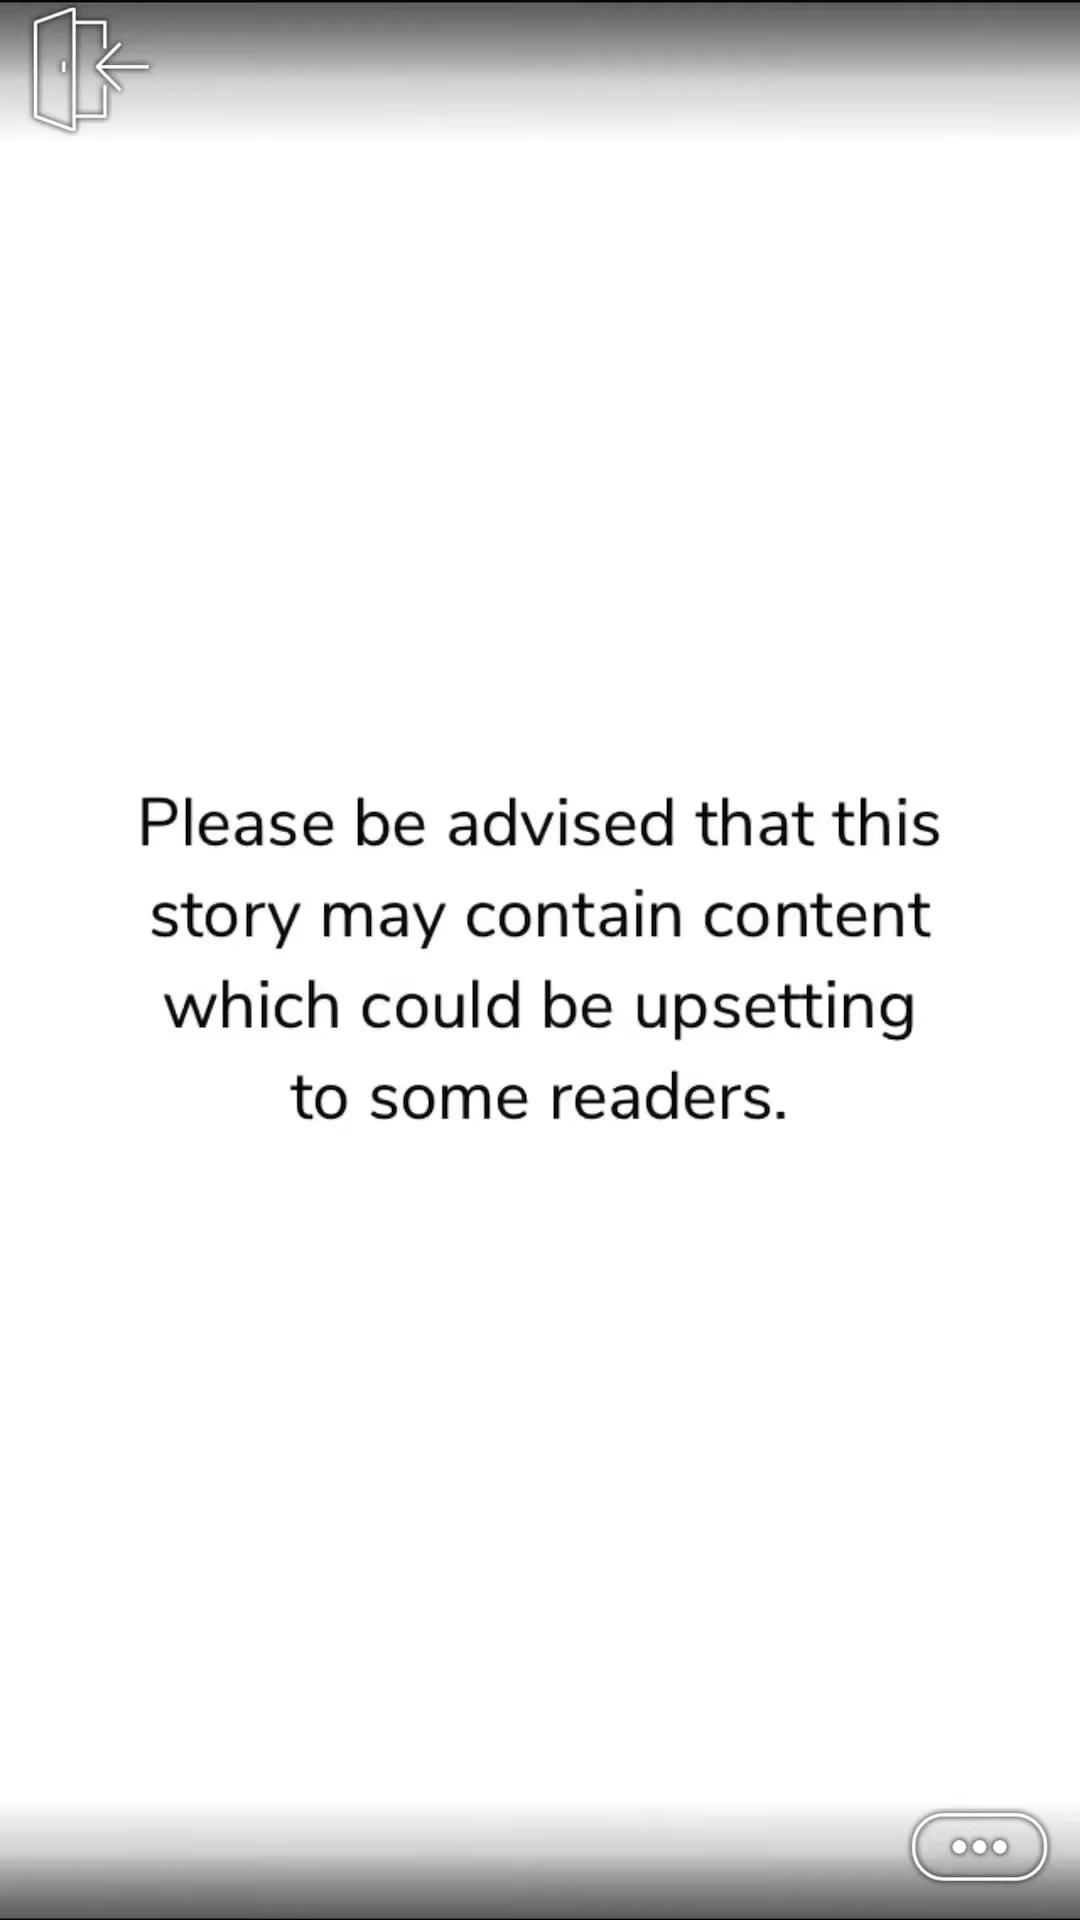 Please be advised that this
story may contain content
which could be upsetting
to some readers.